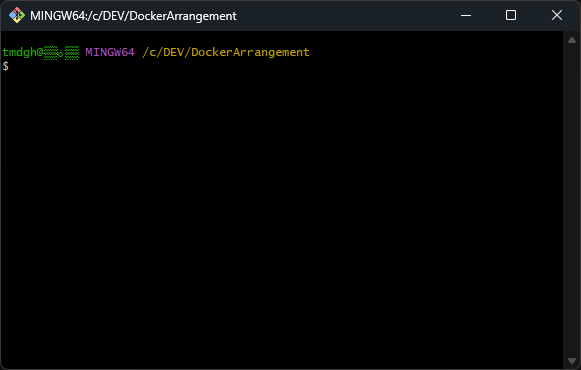 MINGW64:/c/DEV/DockerArrangement
tmdgh@▒▒ȣ▒▒ MINGW64 /c/DEV/DockerArrangement
$